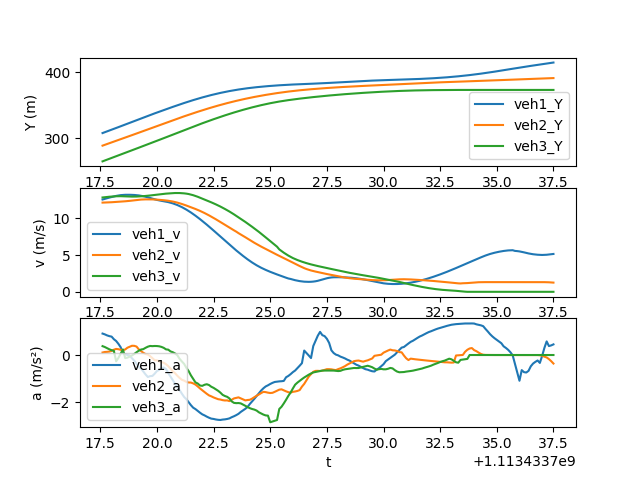 400
300
Y (m)
veh1_Y
veh2_Y
veh3_Y
17.5 20.0 22.5 25.0 27.5 30.0 32.5 35.0 37.5
10
5
0
v (m/s)
veh1_v
veh2_v
veh3_v
17.5 20.0 22.5 25.0 27.5 30.0 32.5 35.0 37.5
0
−2
a (m/s²)
veh1_a
veh2_a
veh3_a
17.5 20.0 22.5 25.0 27.5 30.0 32.5 35.0 37.5
t
+1.1134337e9